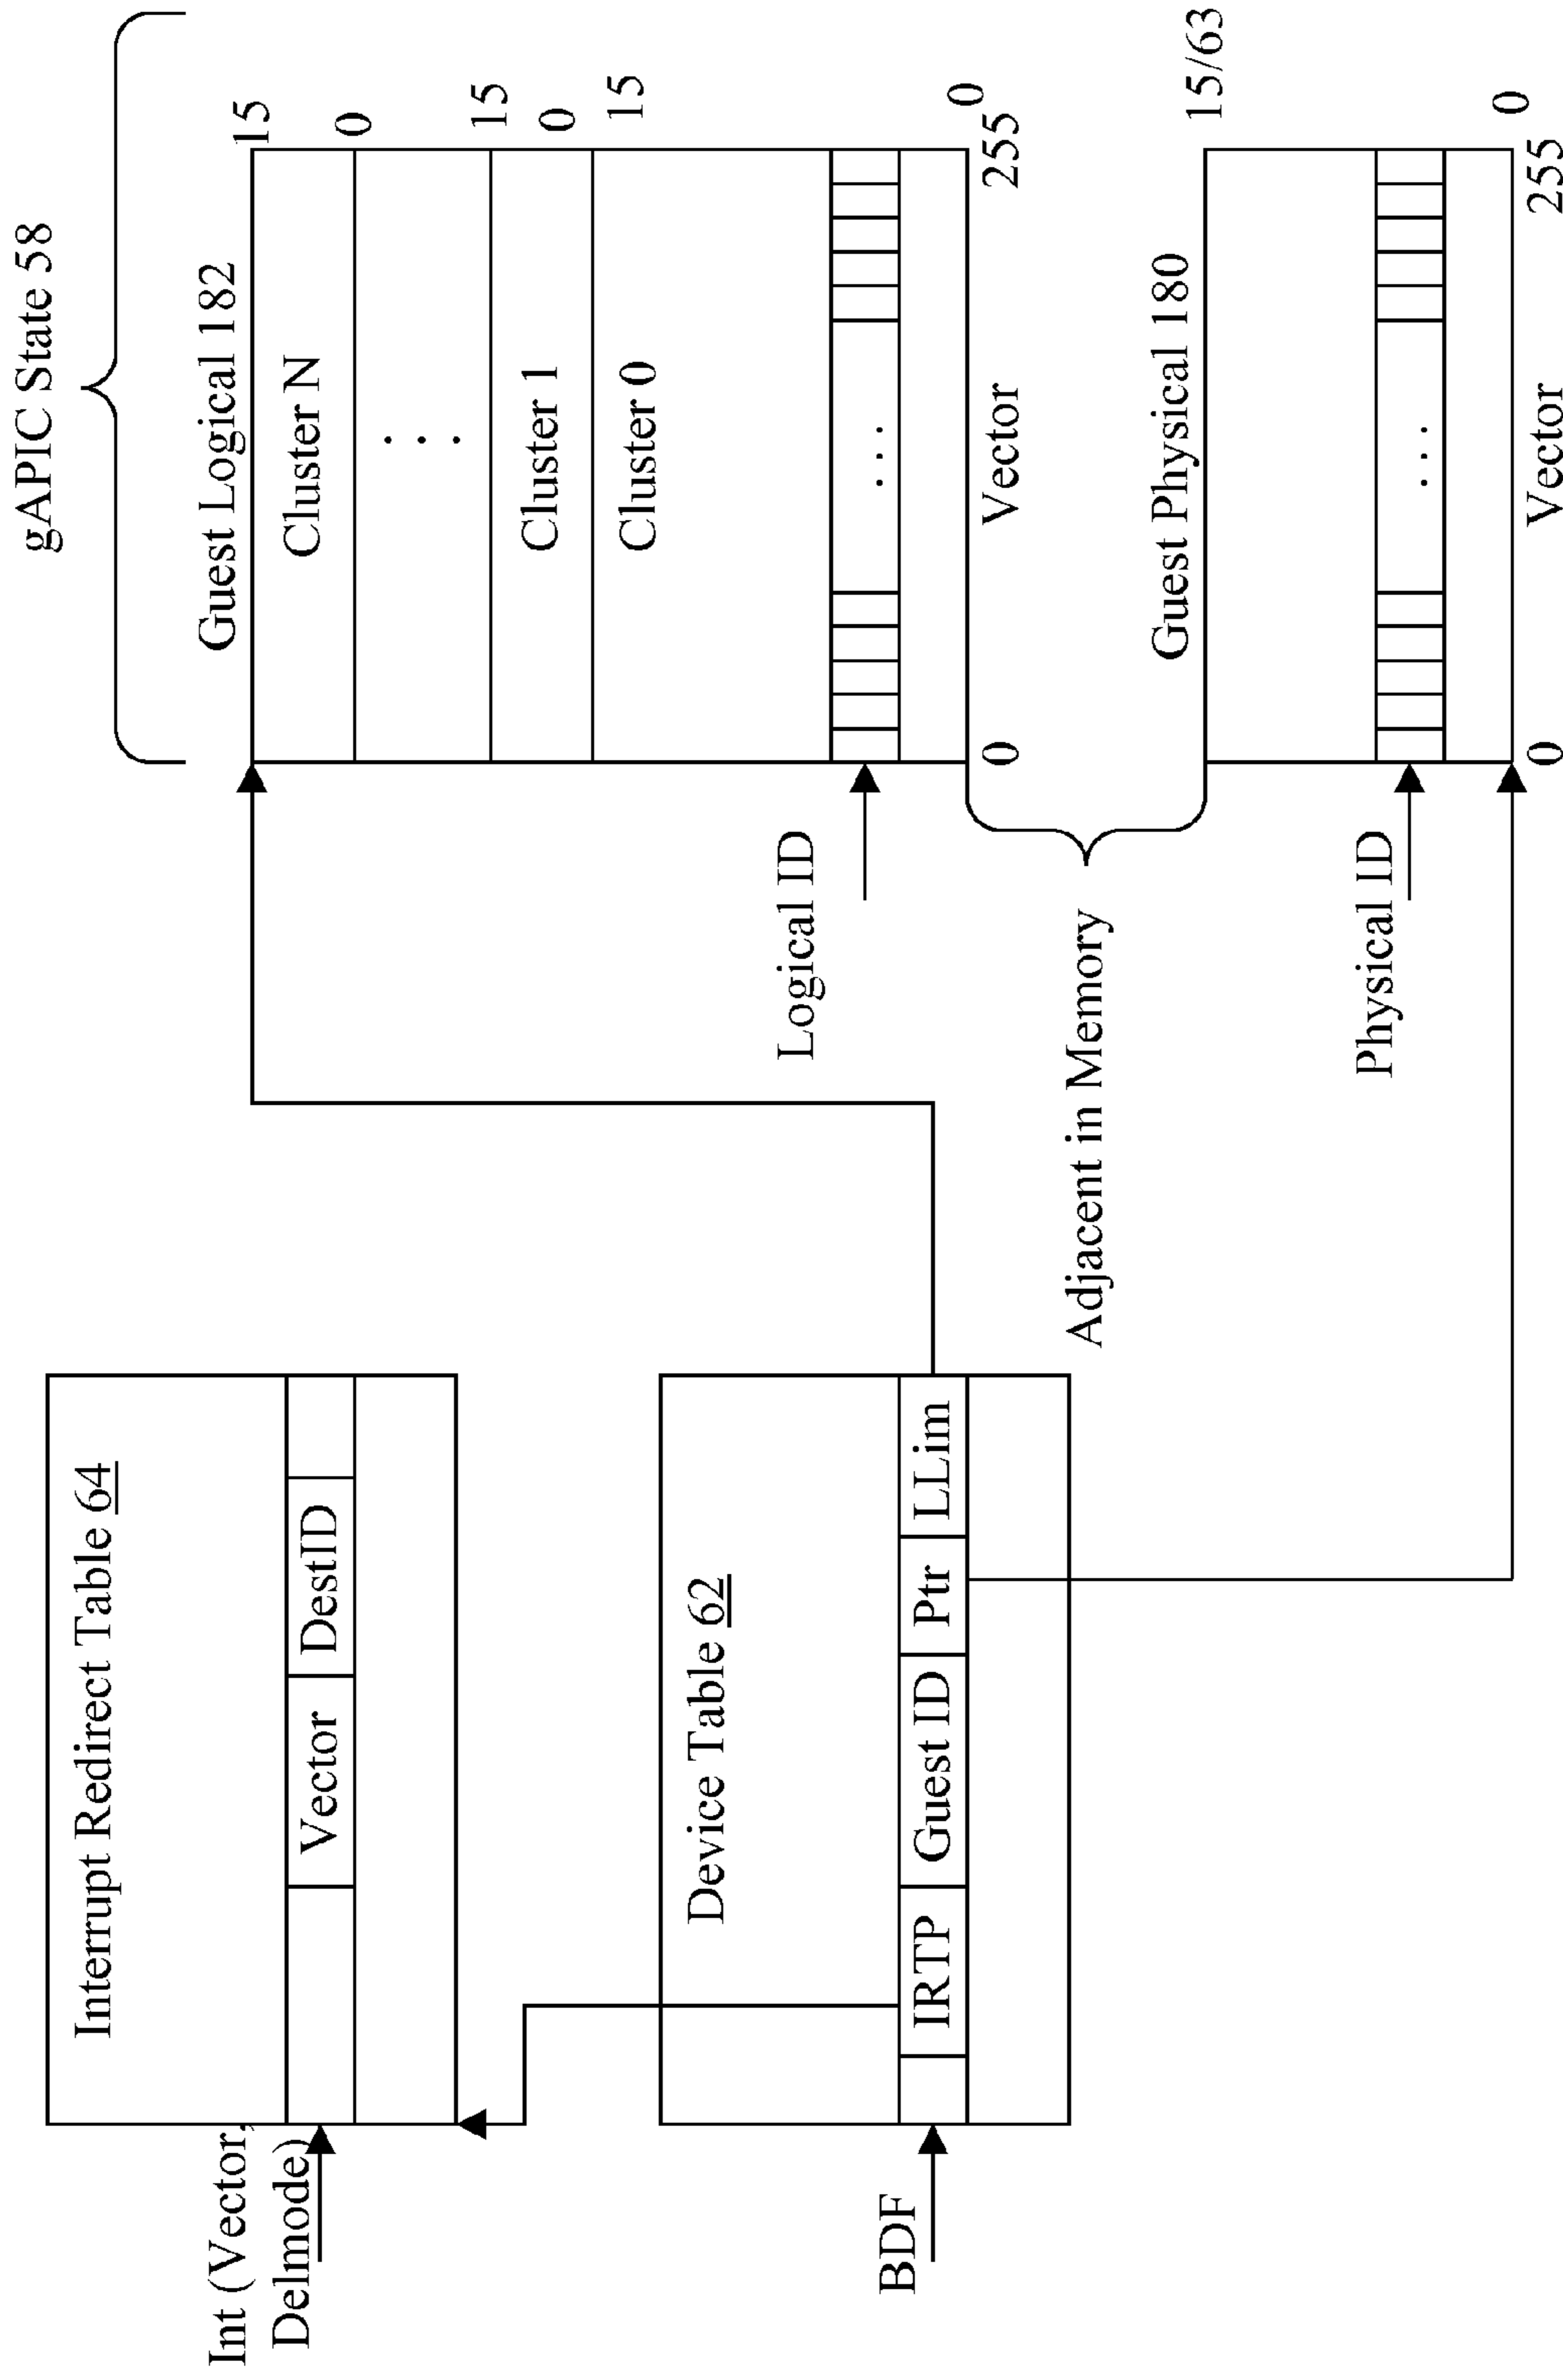 gAPIC State 58
Interrupt Redirect Table 64
Int (Vector,
Delmode)
Vector
DestID
Device Table 62
BDF
IRTP
Guest ID
Ptr
LLim
Guest Logical 182
Cluster N
. . .
Cluster 1
Cluster 0
15
0
15
0
15
0
. . .
Logical ID
0
Vector
255
Adjacent in Memory
Guest Physical 180
15/63
. . .
Physical ID
0
0
Vector
255